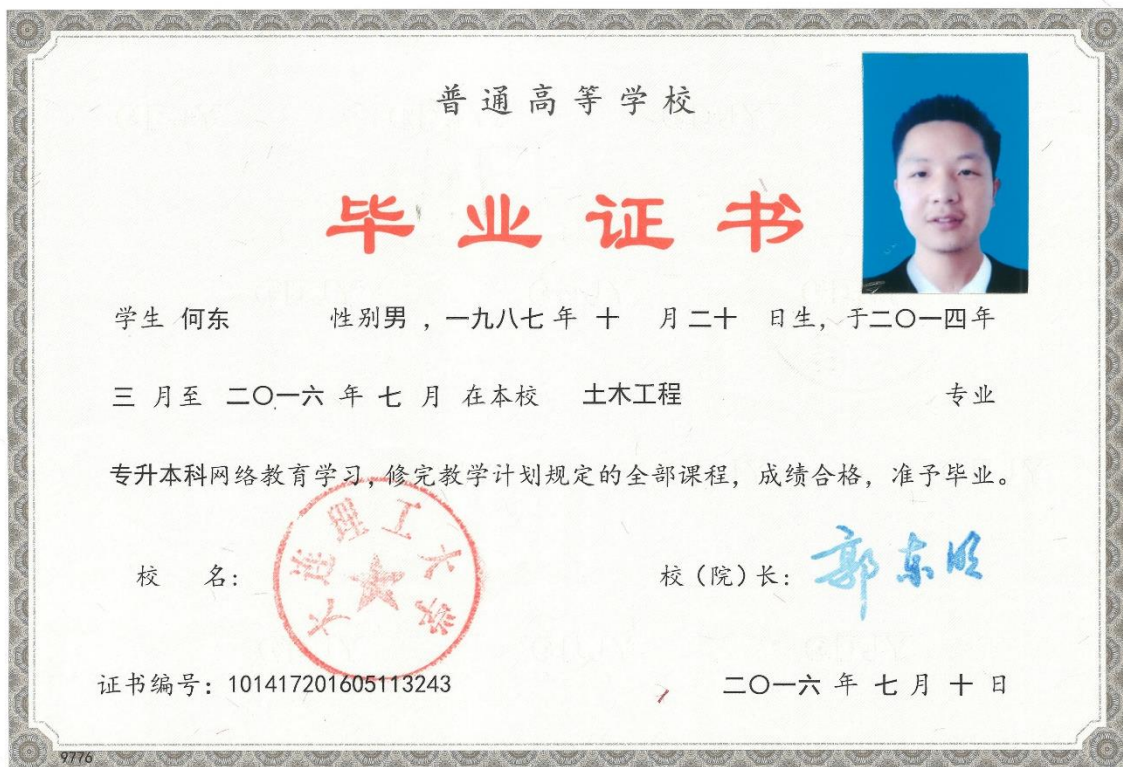 普通高等学校
毕业证书
学生 何东 性别男，一九八七年 十 月二十 日生，于二〇一四年
三 月至 二〇一六 年 七 月 在本校 土木工程 专业
专升本科网络教育学习，修完教学计划规定的全部课程，成绩合格，准予毕业。
大连理工大学
校 名：
校（院）长：郭东明
证书编号：101417201605113243
二〇一六 年 七 月 十 日
9776